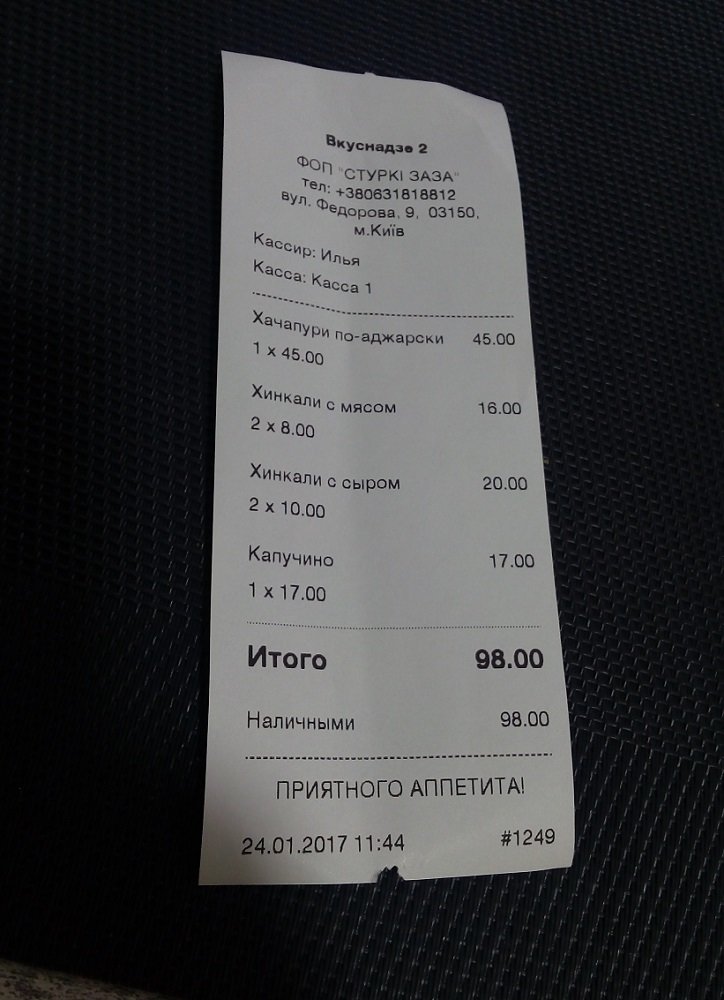 Вкуснадзе 2
ФОП "СТУРКІ ЗАЗА"
тел: +380631818812
вул. Федорова, 9, 03150,
м.Київ
Кассир: Илья
Касса: Касса 1
Хачапури по-аджарски 45.00
1 x 45.00
Хинкали с мясом 16.00
2 x 8.00
Хинкали с сыром 20.00
2 x 10.00
Капучино 17.00
1 x 17.00
Итого 98.00
Наличными 98.00
ПРИЯТНОГО АППЕТИТА!
24.01.2017 11:44 #1249